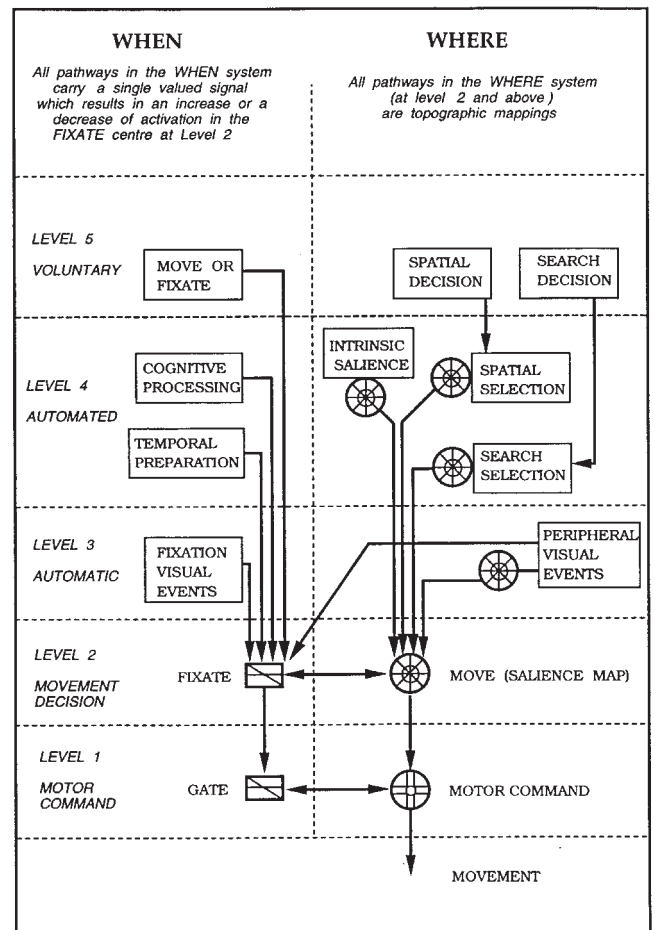 WHEN
All pathways in the WHEN system
carry a single valued signal
which results in an increase or a
decrease of activation in the
FIXATE centre at Level 2
WHERE
All pathways in the WHERE system
(at level 2 and above )
are topographic mappings
LEVEL 5
VOLUNTARY
MOVE OR
FIXATE
SPATIAL
DECISION
SEARCH
DECISION
LEVEL 4
AUTOMATED
COGNITIVE
PROCESSING
TEMPORAL
PREPARATION
INTRINSIC
SALIENCE
SPATIAL
SELECTION
SEARCH
SELECTION
LEVEL 3
AUTOMATIC
FIXATION
VISUAL
EVENTS
PERIPHERAL
VISUAL
EVENTS
LEVEL 2
MOVEMENT
DECISION
FIXATE
MOVE (SALIENCE MAP)
LEVEL 1
MOTOR
COMMAND
GATE
MOTOR COMMAND
MOVEMENT